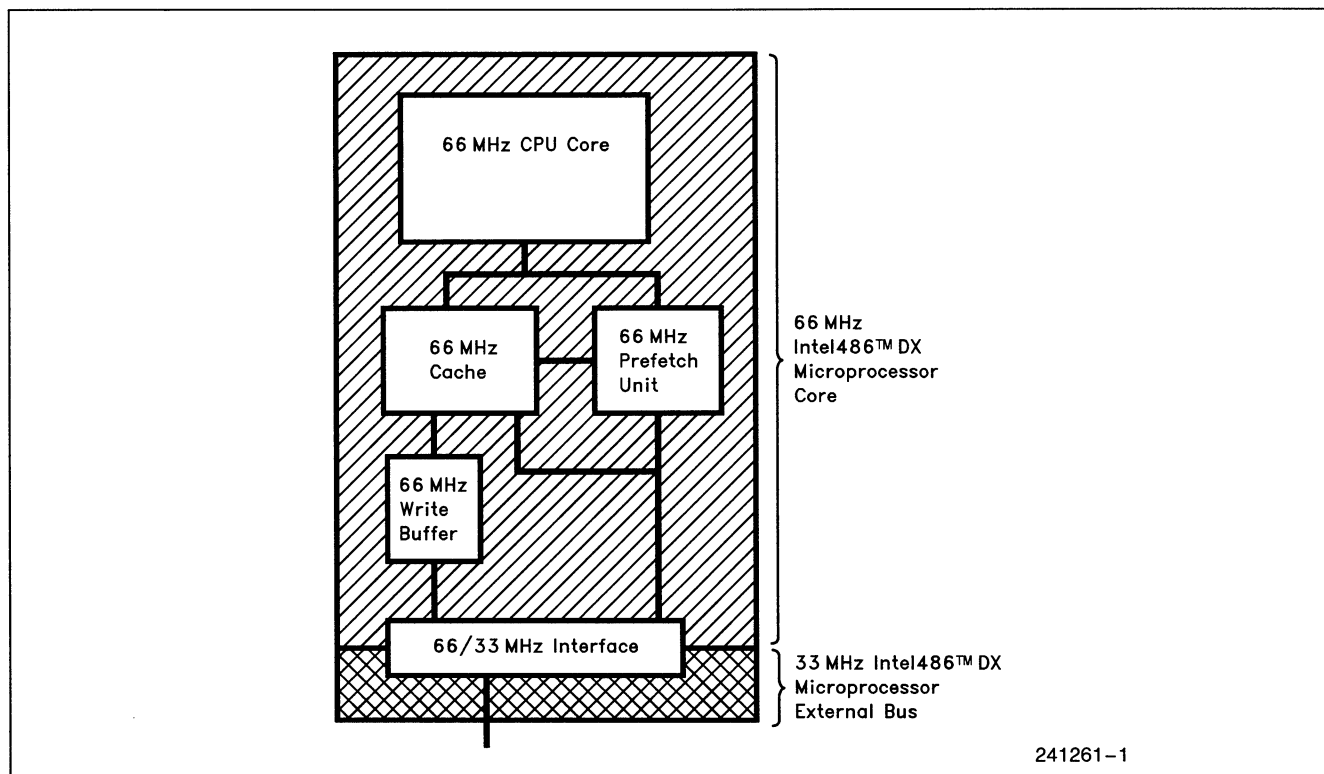 66 MHz CPU Core
66 MHz
Cache
66 MHz
Prefetch
Unit
66 MHz
Intel486™ DX
Microprocessor
Core
66 MHz
Write
Buffer
66/33 MHz Interface
33 MHz Intel486™ DX
Microprocessor
External Bus
241261-1